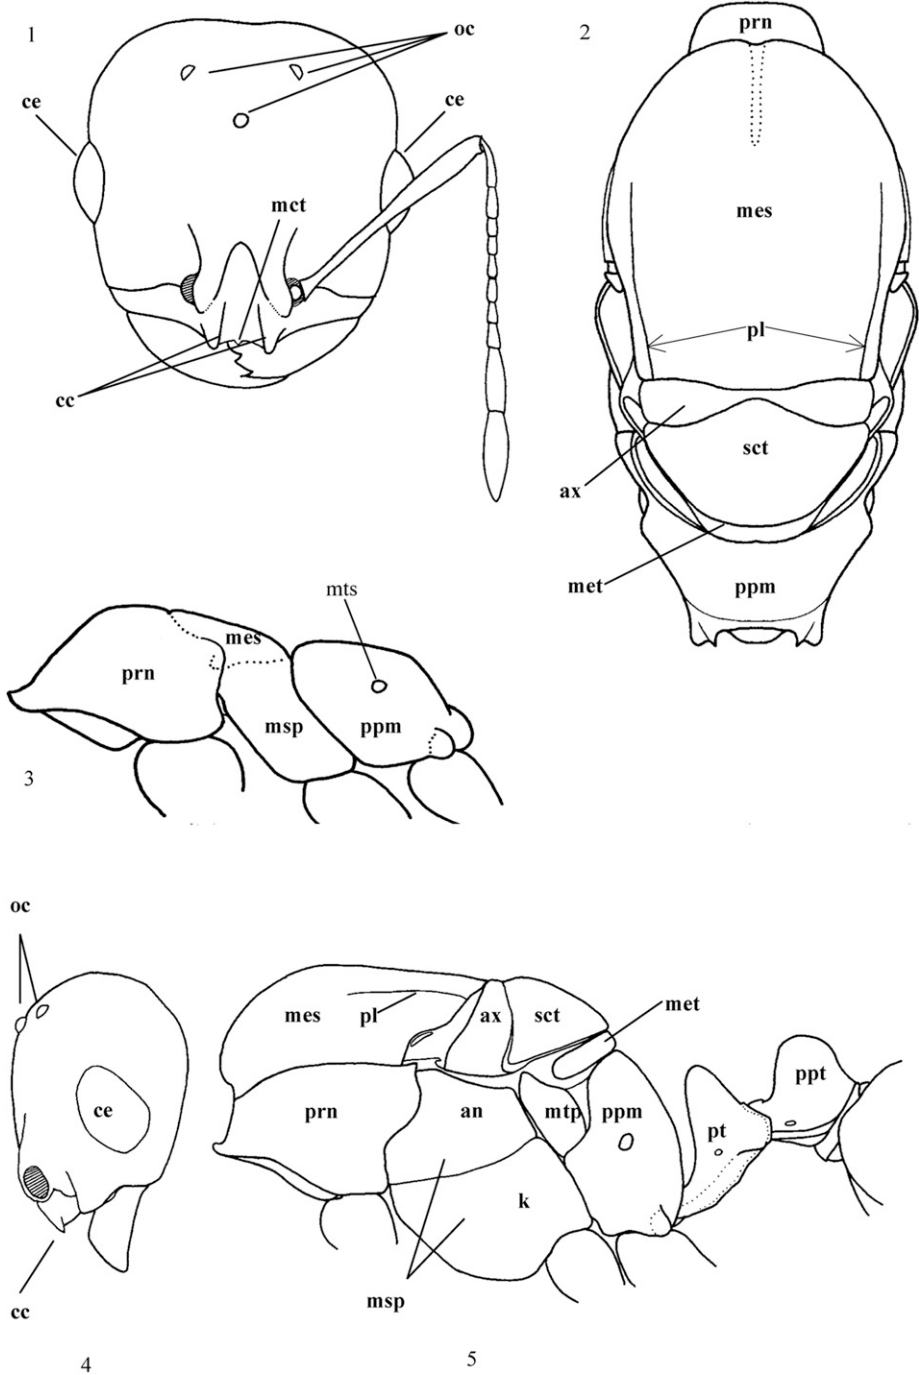 1
oc
ce
ce
mct
cc
2
prn
mes
pl
sct
ax
met
ppm
3
mts
mes
prn
msp
ppm
oc
ce
cc
4
mes
pl
ax
sct
met
prn
an
mtp
ppm
pt
ppt
k
msp
5